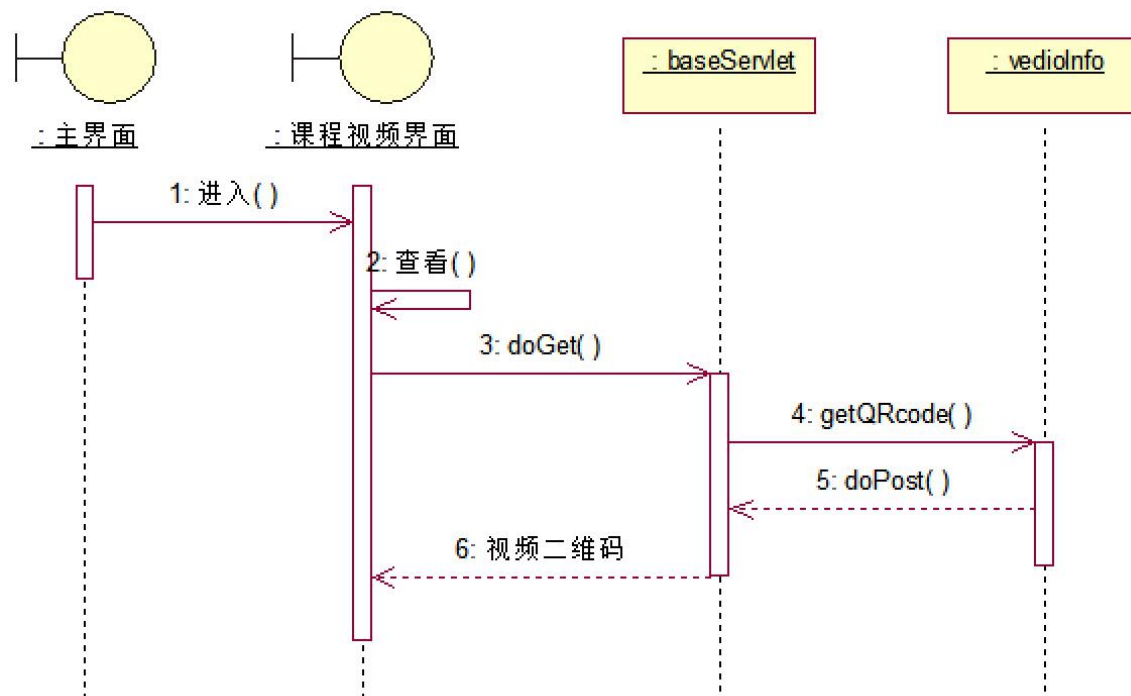 : 主界面
: 课程视频界面
: baseServlet
: vedioInfo
1: 进入( )
2: 查看( )
3: doGet( )
4: getQRcode( )
5: doPost( )
6: 视频二维码